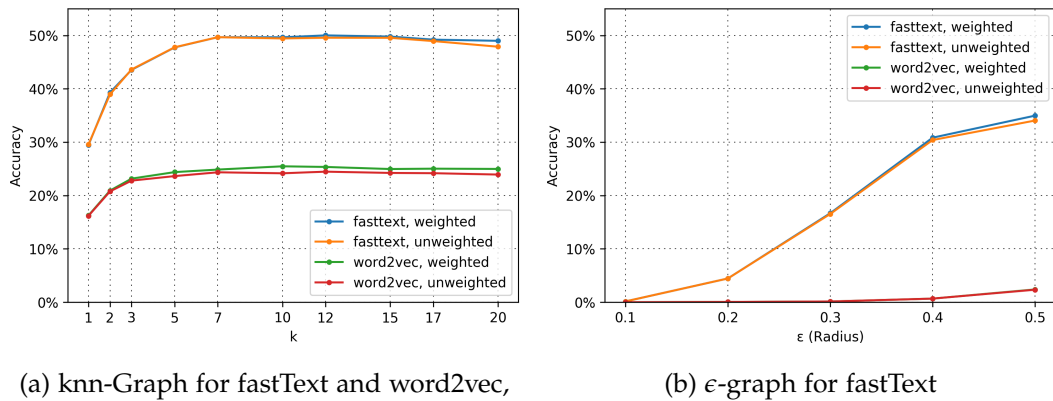 50%
40%
30%
20%
10%
0%
Accuracy
1 2 3 5 7 10 12 15 17 20
k
fasttext, weighted
fasttext, unweighted
word2vec, weighted
word2vec, unweighted
(a) knn-Graph for fastText and word2vec,
50%
40%
30%
20%
10%
0%
Accuracy
0.1 0.2 0.3 0.4 0.5
ε (Radius)
fasttext, weighted
fasttext, unweighted
word2vec, weighted
word2vec, unweighted
(b) ϵ-graph for fastText